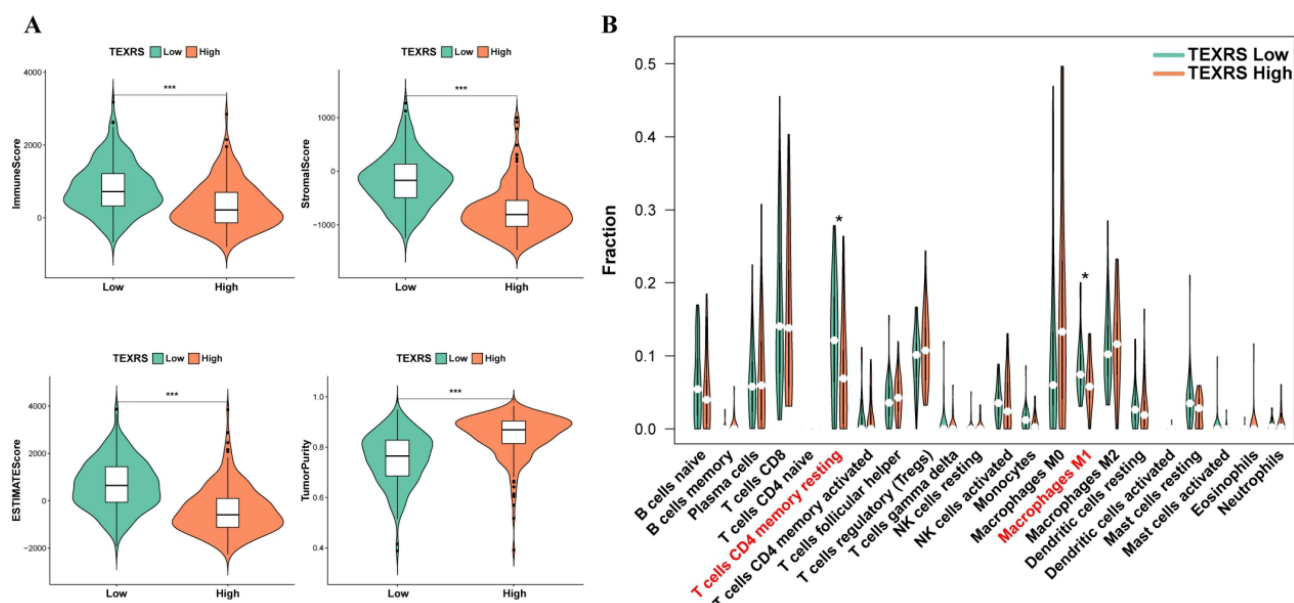 A
TEXRS Low High
***
ImmuneScore
4000
2000
0
Low High
TEXRS Low High
***
StromalScore
1000
0
−1000
Low High
TEXRS Low High
***
ESTIMATEScore
4000
2000
0
−2000
Low High
TEXRS Low High
***
TumorPurity
1.0
0.8
0.6
0.4
Low High
B
TEXRS Low
TEXRS High
Fraction
0.5
0.4
0.3
0.2
0.1
0.0
*
*
B cells naive
B cells memory
Plasma cells
T cells CD8
T cells CD4 naive
T cells CD4 memory resting
T cells CD4 memory activated
T cells follicular helper
T cells regulatory (Tregs)
T cells gamma delta
NK cells resting
NK cells activated
Monocytes
Macrophages M0
Macrophages M1
Macrophages M2
Dendritic cells resting
Dendritic cells activated
Mast cells resting
Mast cells activated
Eosinophils
Neutrophils